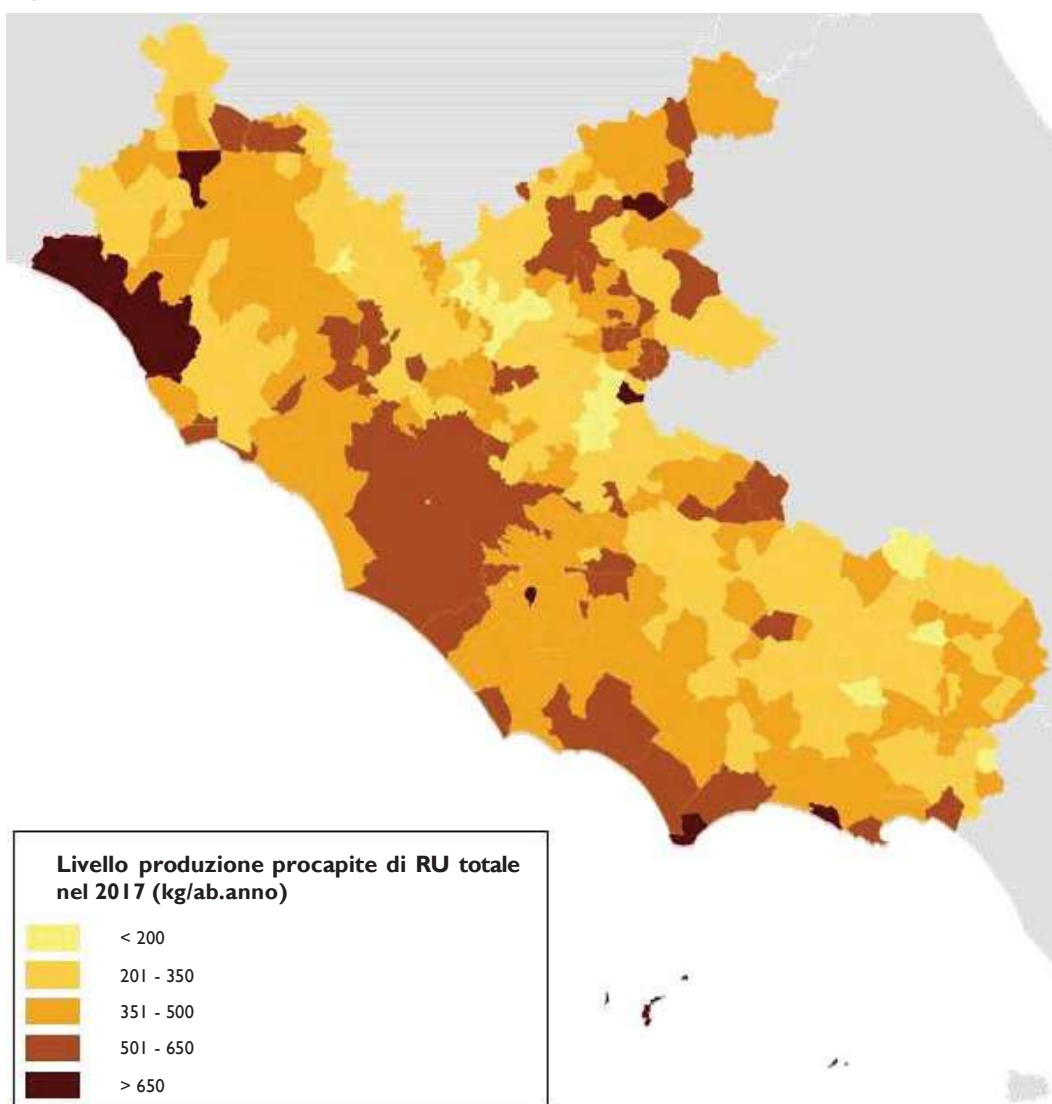 Livello produzione procapite di RU totale
nel 2017 (kg/ab.anno)
< 200
201 - 350
351 - 500
501 - 650
> 650